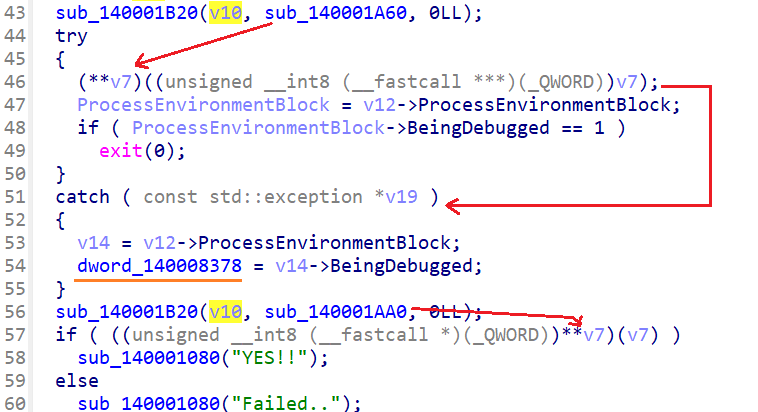 43 sub_140001B20(v10, sub_140001A60, 0LL);
44 try
45 {
46 (**v7)((unsigned __int8 (__fastcall ***)(_QWORD))v7);
47 ProcessEnvironmentBlock = v12->ProcessEnvironmentBlock;
48 if ( ProcessEnvironmentBlock->BeingDebugged == 1 )
49 exit(0);
50 }
51 catch ( const std::exception *v19 )
52 {
53 v14 = v12->ProcessEnvironmentBlock;
54 dword_140008378 = v14->BeingDebugged;
55 }
56 sub_140001B20(v10, sub_140001AA0, 0LL);
57 if ( ((unsigned __int8 (__fastcall *)(_QWORD))**v7)(v7) )
58 sub_140001080("YES!!");
59 else
60 sub_140001080("Failed..");